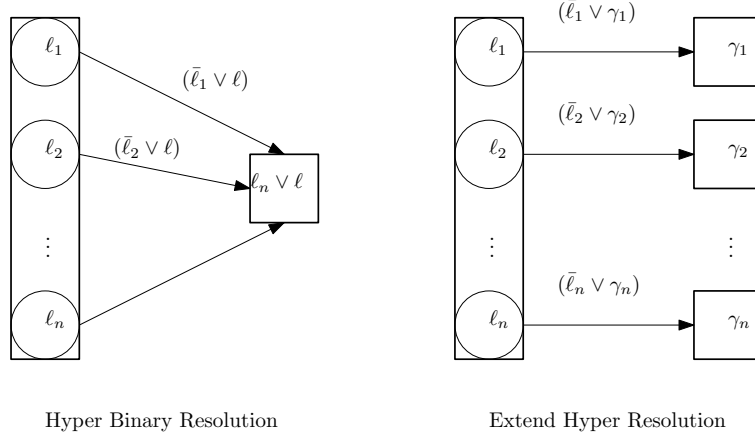 ℓ₁
(ℓ̄₁ ∨ ℓ)
ℓ₂
(ℓ̄₂ ∨ ℓ)
ℓₙ ∨ ℓ
⋮
ℓₙ
Hyper Binary Resolution
(ℓ̄₁ ∨ γ₁)
ℓ₁
γ₁
(ℓ̄₂ ∨ γ₂)
ℓ₂
γ₂
⋮
⋮
(ℓ̄ₙ ∨ γₙ)
ℓₙ
γₙ
Extend Hyper Resolution